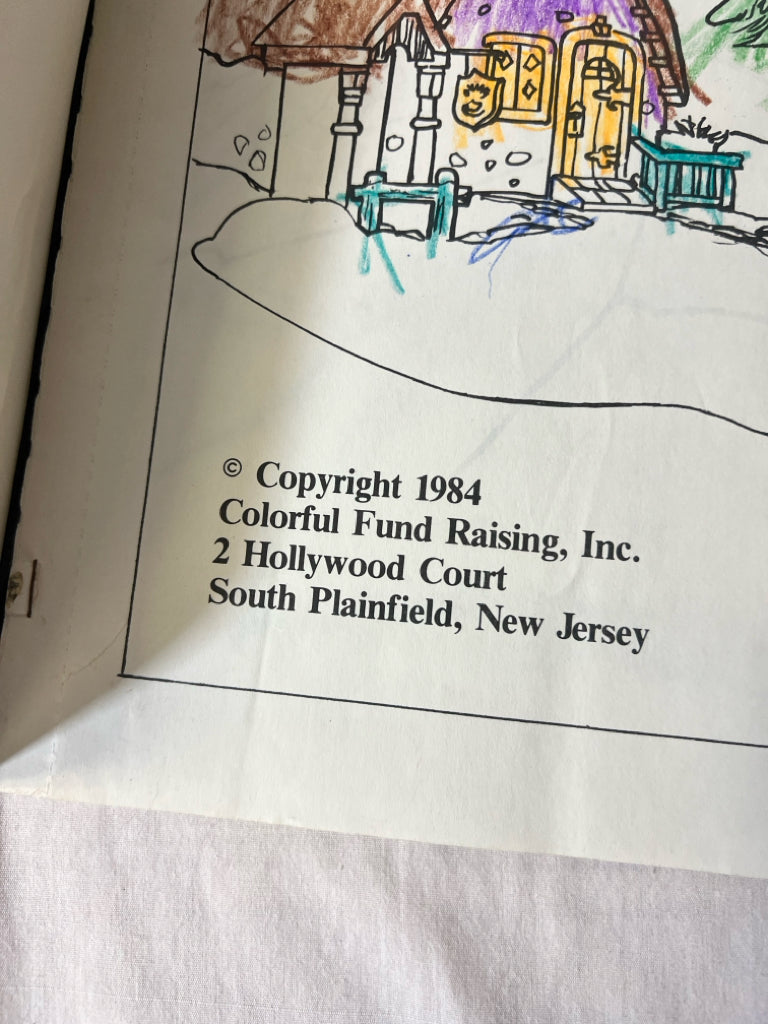 © Copyright 1984
Colorful Fund Raising, Inc.
2 Hollywood Court
South Plainfield, New Jersey